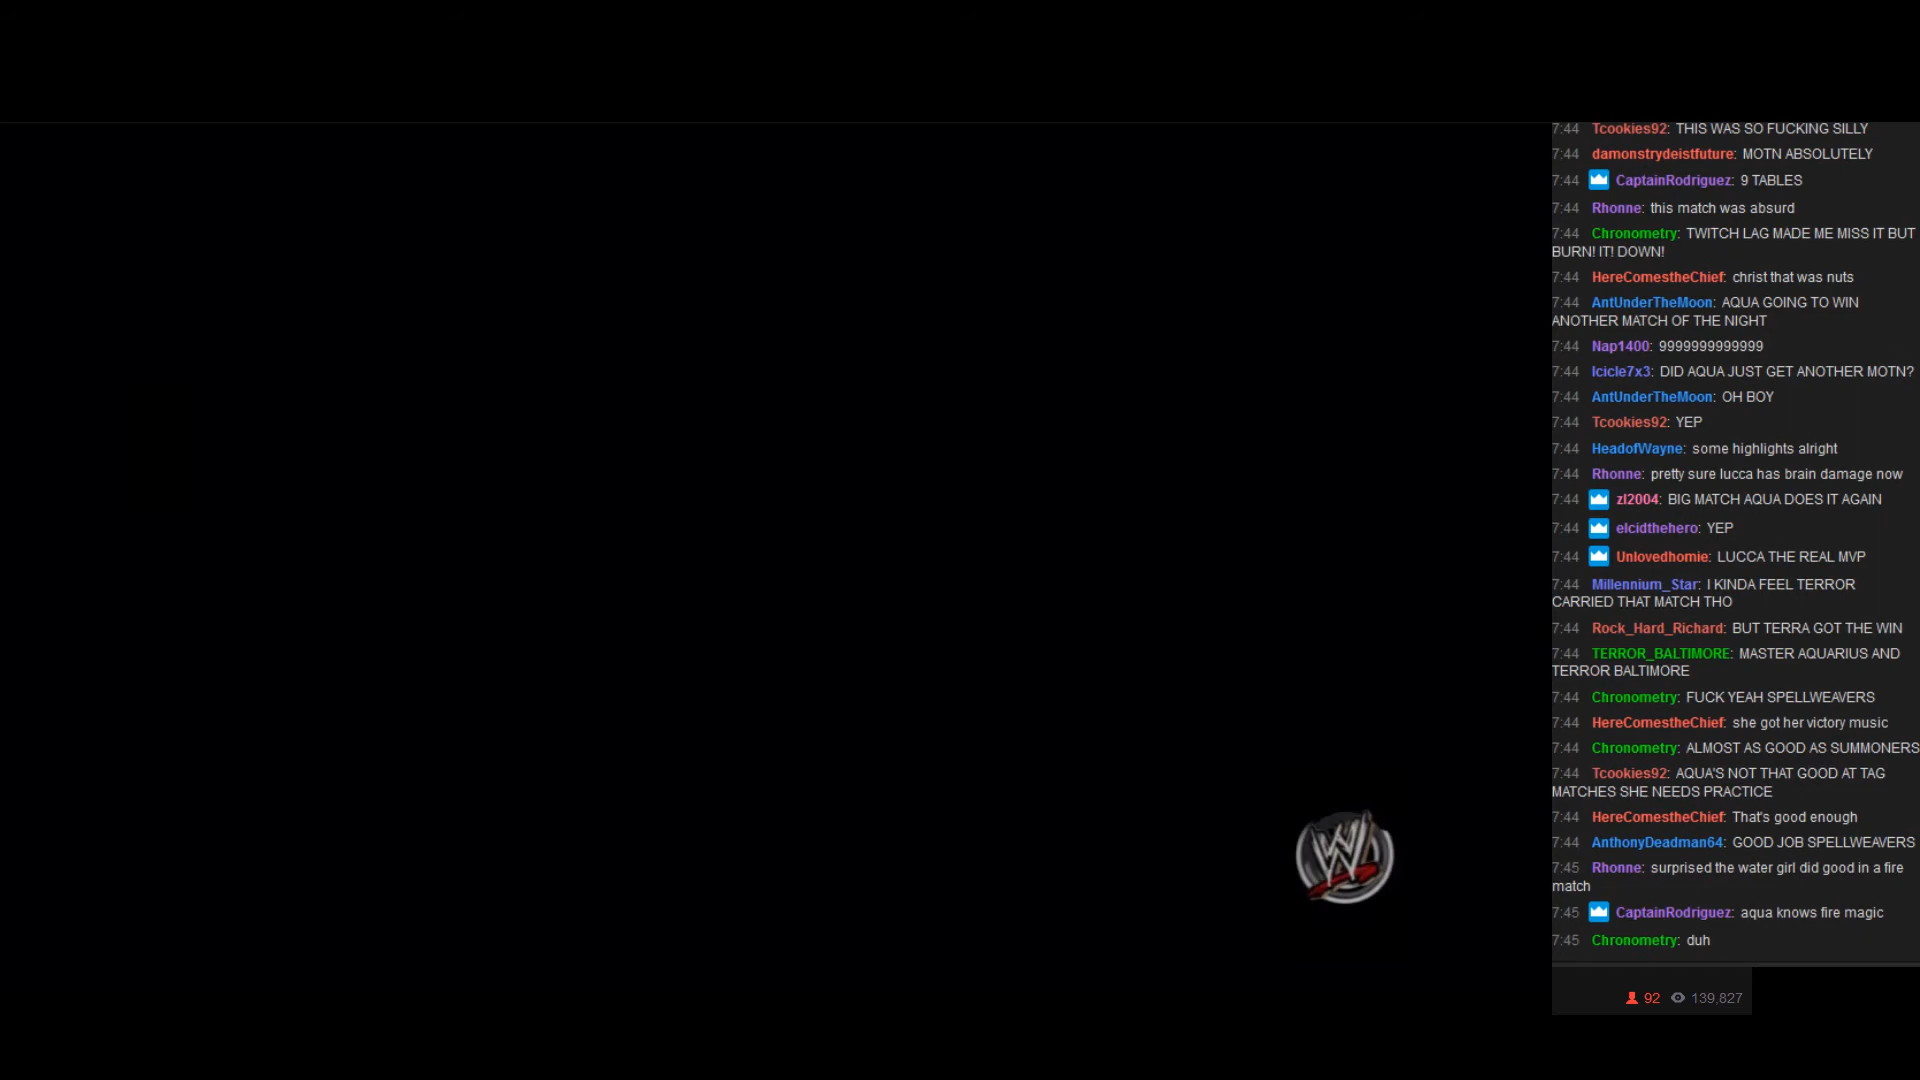 7:44 Tcookies92: THIS WAS SO FUCKING SILLY
7:44 damonstrydeistfuture: MOTN ABSOLUTELY
7:44 CaptainRodriguez: 9 TABLES
7:44 Rhonne: this match was absurd
7:44 Chronometry: TWITCH LAG MADE ME MISS IT BUT
BURN! IT! DOWN!
7:44 HereComestheChief: christ that was nuts
7:44 AntUnderTheMoon: AQUA GOING TO WIN
ANOTHER MATCH OF THE NIGHT
7:44 Nap1400: 9999999999999
7:44 Icicle7x3: DID AQUA JUST GET ANOTHER MOTN?
7:44 AntUnderTheMoon: OH BOY
7:44 Tcookies92: YEP
7:44 HeadofWayne: some highlights alright
7:44 Rhonne: pretty sure lucca has brain damage now
7:44 zl2004: BIG MATCH AQUA DOES IT AGAIN
7:44 elcidthehero: YEP
7:44 Unlovedhomie: LUCCA THE REAL MVP
7:44 Millennium_Star: I KINDA FEEL TERROR
CARRIED THAT MATCH THO
7:44 Rock_Hard_Richard: BUT TERRA GOT THE WIN
7:44 TERROR_BALTIMORE: MASTER AQUARIUS AND
TERROR BALTIMORE
7:44 Chronometry: FUCK YEAH SPELLWEAVERS
7:44 HereComestheChief: she got her victory music
7:44 Chronometry: ALMOST AS GOOD AS SUMMONERS
7:44 Tcookies92: AQUA'S NOT THAT GOOD AT TAG
MATCHES SHE NEEDS PRACTICE
7:44 HereComestheChief: That's good enough
7:44 AnthonyDeadman64: GOOD JOB SPELLWEAVERS
7:45 Rhonne: surprised the water girl did good in a fire
match
7:45 CaptainRodriguez: aqua knows fire magic
7:45 Chronometry: duh
W
92 139,827